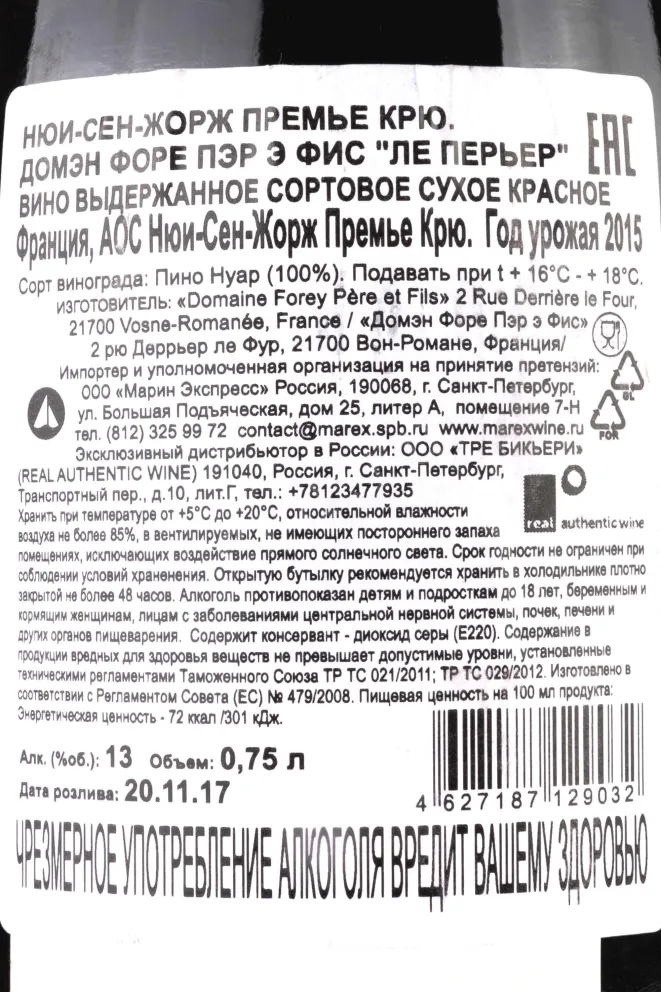 НЮИ-СЕН-ЖОРЖ ПРЕМЬЕ КРЮ.
ДОМЭН ФОРЕ ПЭР Э ФИС "ЛЕ ПЕРЬЕР"
EAC
ВИНО ВЫДЕРЖАННОЕ СОРТОВОЕ СУХОЕ КРАСНОЕ
Франция, АОС Нюи-Сен-Жорж Премье Крю. Год урожая 2015
Сорт винограда: Пино Нуар (100%). Подавать при t + 16°C - + 18°C.
ИЗГОТОВИТЕЛЬ: «Domaine Forey Père et Fils» 2 Rue Derrière le Four,
21700 Vosne-Romanée, France / «Домэн Форе Пэр э Фис»
2 рю Деррьер ле Фур, 21700 Вон-Романе, Франция/
Импортер и уполномоченная организация на принятие претензий:
ООО «Марин Экспресс» Россия, 190068, г. Санкт-Петербург,
GL
ул. Большая Подъяческая, дом 25, литер А, помещение 7-Н
тел. (812) 325 99 72 contact@marex.spb.ru www.marexwine.ru
FOR
Эксклюзивный дистрибьютор в России: ООО «ТРЕ БИКЬЕРИ»
(REAL AUTHENTIC WINE) 191040, Россия, г. Санкт-Петербург,
Транспортный пер., д.10, лит.Г, тел.: +78123477935
Хранить при температуре от +5°C до +20°C, относительной влажности
real authentic wine
воздуха не более 85%, в вентилируемых, не имеющих постороннего запаха
помещениях, исключающих воздействие прямого солнечного света. Срок годности не ограничен при
соблюдении условий храненения. Открытую бутылку рекомендуется хранить в холодильнике плотно
закрытой не более 48 часов. Алкоголь противопоказан детям и подросткам до 18 лет, беременным и
кормящим женщинам, лицам с заболеваниями центральной нервной системы, почек, печени и
других органов пищеварения. Содержит консервант - диоксид серы (Е220). Содержание в
продукции вредных для здоровья веществ не превышает допустимые уровни, установленные
техническими регламентами Таможенного Союза ТР ТС 021/2011; ТР ТС 029/2012. Изготовлено в
соответствии с Регламентом Совета (ЕС) № 479/2008. Пищевая ценность на 100 мл продукта:
Энергетическая ценность - 72 ккал /301 кДж.
Алк. (%об.): 13 Объем: 0,75 л
Дата розлива: 20.11.17
4 627187 129032
ЧРЕЗМЕРНОЕ УПОТРЕБЛЕНИЕ АЛКОГОЛЯ ВРЕДИТ ВАШЕМУ ЗДОРОВЬЮ